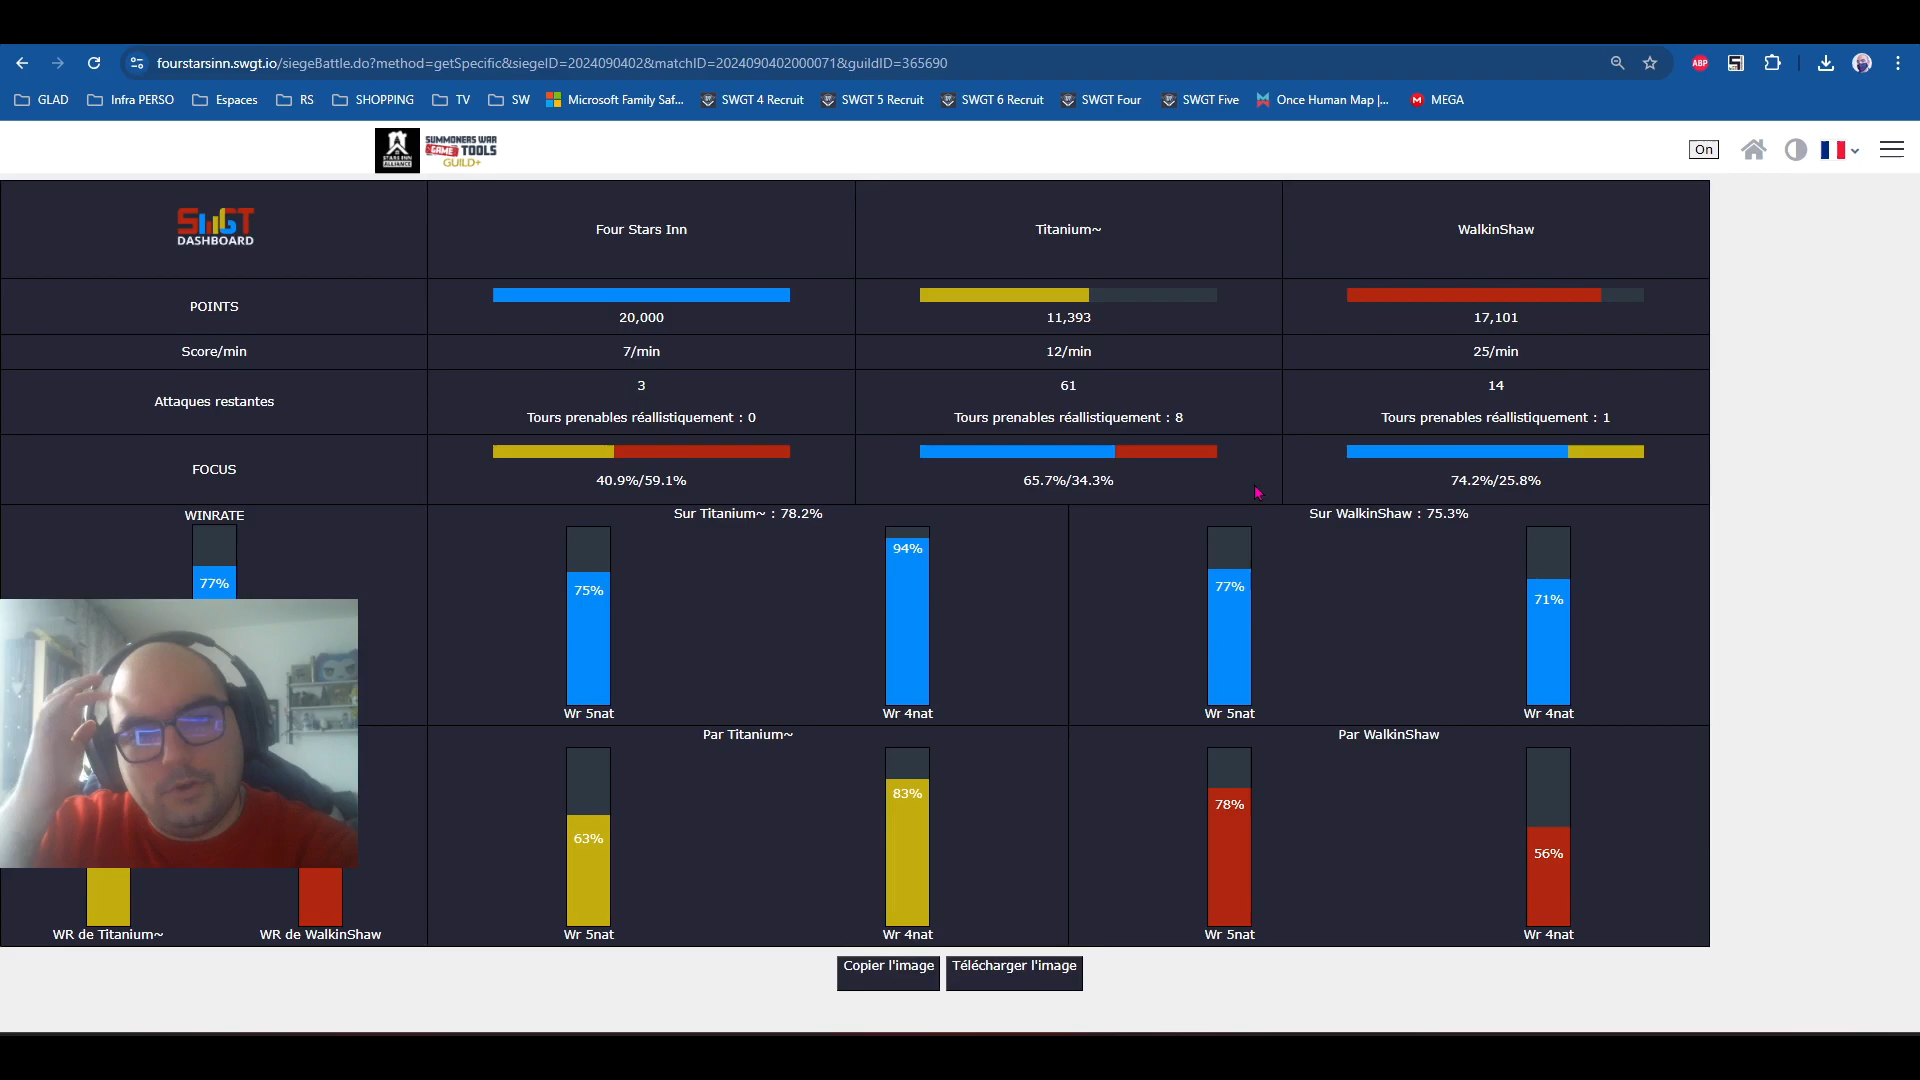 fourstarsinn.swgt.io/siegeBattle.do?method=getSpecific&siegeID=2024090402&matchID=2024090402000071&guildID=365690
ABP
GLAD Infra PERSO Espaces RS SHOPPING TV SW Microsoft Family Saf... SWGT 4 Recruit SWGT 5 Recruit SWGT 6 Recruit SWGT Four SWGT Five Once Human Map |... MEGA
STARS INN
ALLIANCE
SUMMONERS WAR
GAME TOOLS
GUILD+
On
SWGT
DASHBOARD
Four Stars Inn Titanium~ WalkinShaw
POINTS
20,000 11,393 17,101
Score/min 7/min 12/min 25/min
Attaques restantes
3 61 14
Tours prenables réallistiquement : 0 Tours prenables réallistiquement : 8 Tours prenables réallistiquement : 1
FOCUS
40.9%/59.1% 65.7%/34.3% 74.2%/25.8%
WINRATE Sur Titanium~ : 78.2% Sur WalkinShaw : 75.3%
77% 75% 94% 77% 71%
Wr 5nat Wr 4nat Wr 5nat Wr 4nat
Par Titanium~ Par WalkinShaw
63% 83% 78% 56%
WR de Titanium~ WR de WalkinShaw Wr 5nat Wr 4nat Wr 5nat Wr 4nat
Copier l'image Télécharger l'image